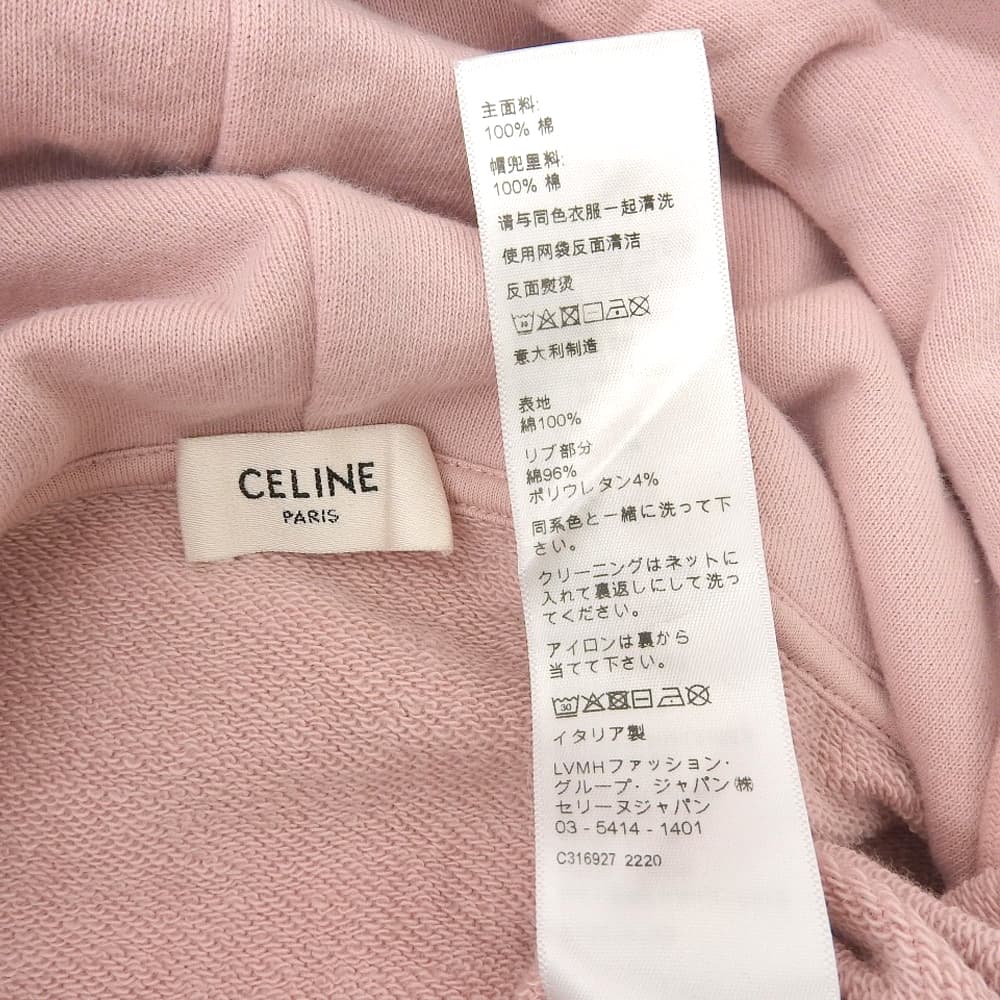 CELINE
PARIS
主面料:
100% 棉
帽兜里料:
100% 棉
请与同色衣服一起清洗
使用网袋反面清洁
反面熨烫
30
意大利制造
表地
綿100%
リブ部分
綿96%
ポリウレタン4%
同系色と一緒に洗って下
さい。
クリーニングはネットに
入れて裏返しにして洗っ
てください。
アイロンは裏から
当てて下さい。
30
イタリア製
LVMHファッション・
グループ・ジャパン㈱
セリーヌジャパン
03 - 5414 - 1401
C316927 2220